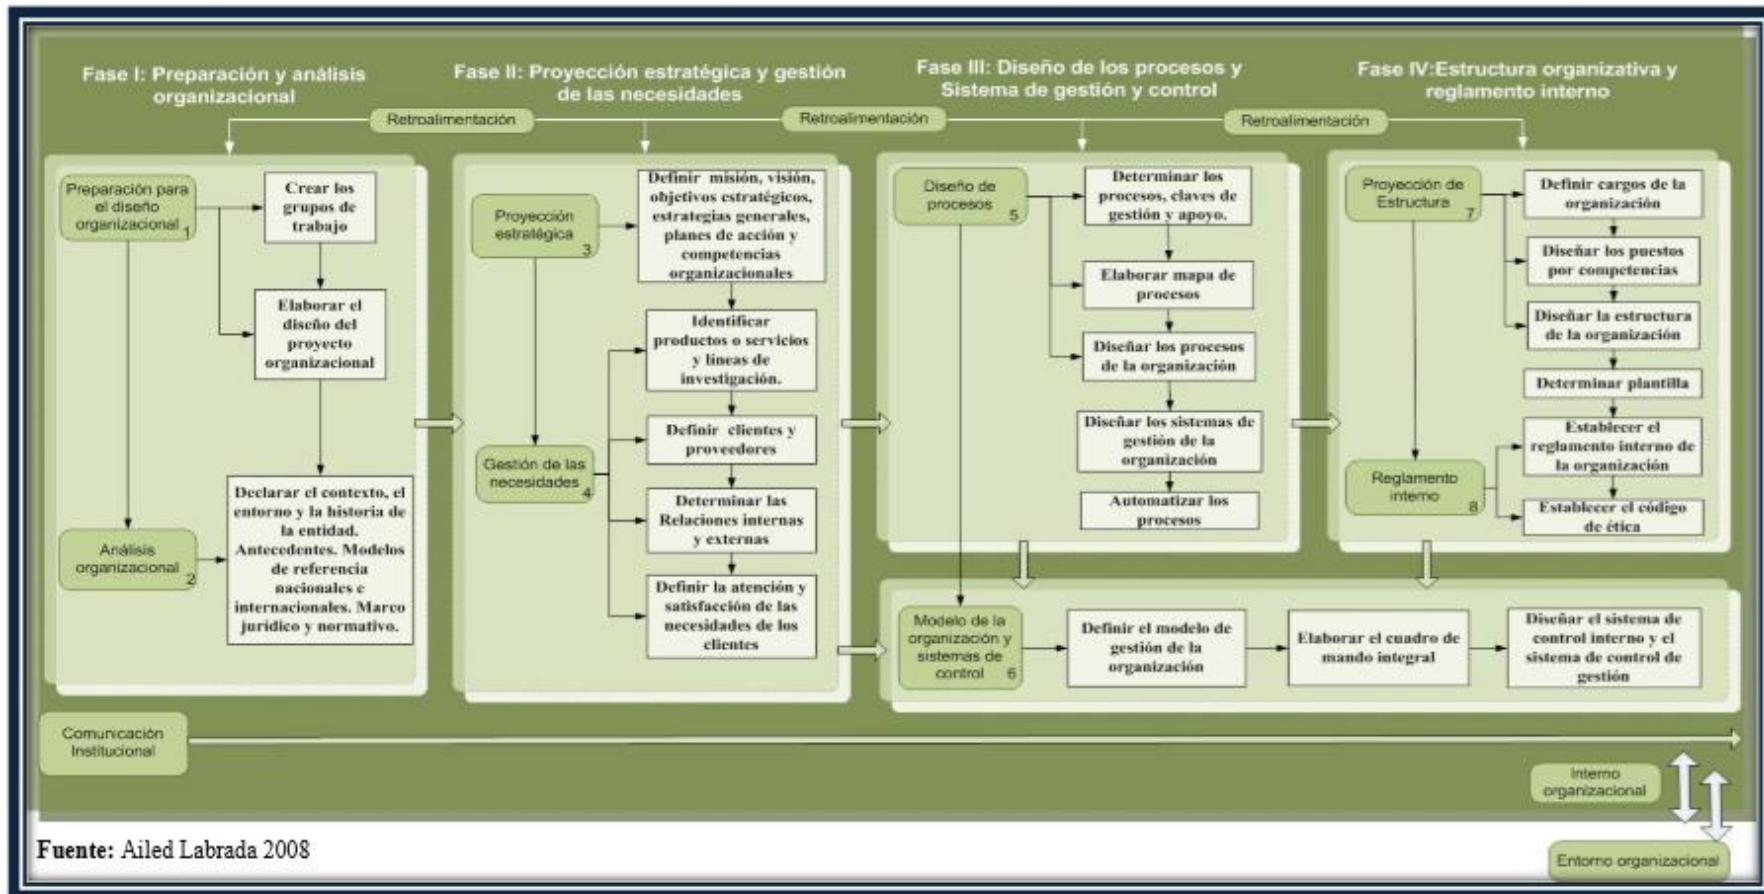 Fase I: Preparación y análisis
organizacional
Fase II: Proyección estratégica y gestión
de las necesidades
Fase III: Diseño de los procesos y
Sistema de gestión y control
Fase IV:Estructura organizativa y
reglamento interno
Retroalimentación
Retroalimentación
Retroalimentación
Preparación para
el diseño
organizacional
1
Crear los
grupos de
trabajo
Elaborar el
diseño del
proyecto
organizacional
Análisis
organizacional
2
Declarar el contexto, el
entorno y la historia de
la entidad.
Antecedentes. Modelos
de referencia
nacionales e
internacionales. Marco
jurídico y normativo.
Proyección
estratégica
3
Definir misión, visión,
objetivos estratégicos,
estrategias generales,
planes de acción y
competencias
organizacionales
Identificar
productos o servicios
y líneas de
investigación.
Gestión de las
necesidades
4
Definir clientes y
proveedores
Determinar las
Relaciones internas
y externas
Definir la atención y
satisfacción de las
necesidades de los
clientes
Diseño de
procesos
5
Determinar los
procesos, claves de
gestión y apoyo.
Elaborar mapa de
procesos
Diseñar los procesos
de la organización
Diseñar los sistemas de
gestión de la
organización
Automatizar los
procesos
Proyección de
Estructura
7
Definir cargos de la
organización
Diseñar los puestos
por competencias
Diseñar la estructura
de la organización
Determinar plantilla
Reglamento
interno
8
Establecer el
reglamento interno de
la organización
Establecer el código
de ética
Modelo de la
organización y
sistemas de
control
6
Definir el modelo de
gestión de la
organización
Elaborar el cuadro de
mando integral
Diseñar el sistema de
control interno y el
sistema de control de
gestión
Comunicación
Institucional
Interno
organizacional
Entorno organizacional
Fuente: Ailed Labrada 2008